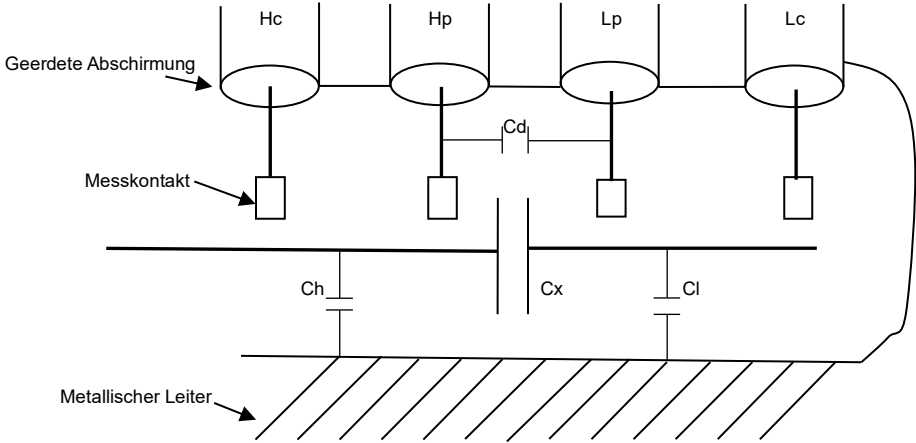 Hc
Hp
Lp
Lc
Geerdete Abschirmung
Cd
Messkontakt
Ch
Cx
Cl
Metallischer Leiter